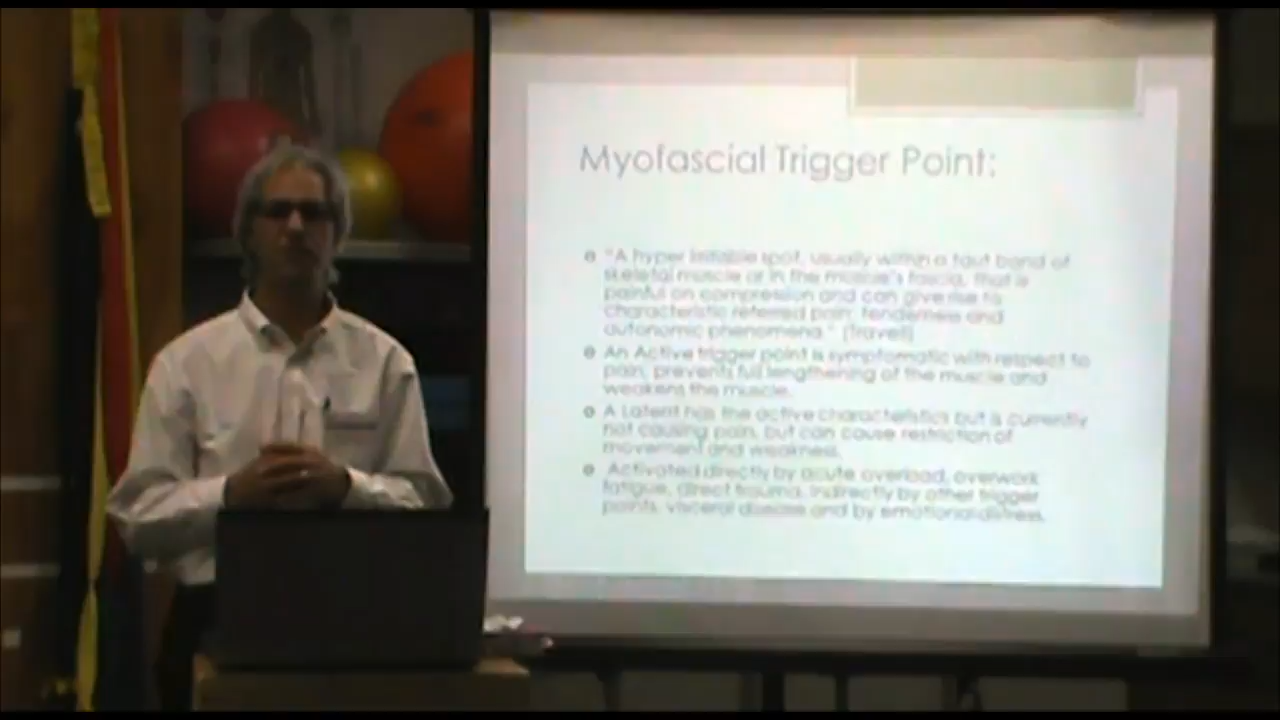 Myofascial Trigger Point:
"A hyper irritable spot, usually within a taut band of
skeletal muscle or in the muscle's fascia, that is
painful on compression and can give rise to
characteristic referred pain, tenderness and
autonomic phenomena." (Travell)
An Active trigger point is symptomatic with respect to
pain, prevents full lengthening of the muscle and
weakens the muscle.
A Latent has the active characteristics but is currently
not causing pain, but can cause restriction of
movement and weakness.
Activated directly by acute overload, overwork
fatigue, direct trauma. Indirectly by other trigger
points, visceral disease and by emotional distress.